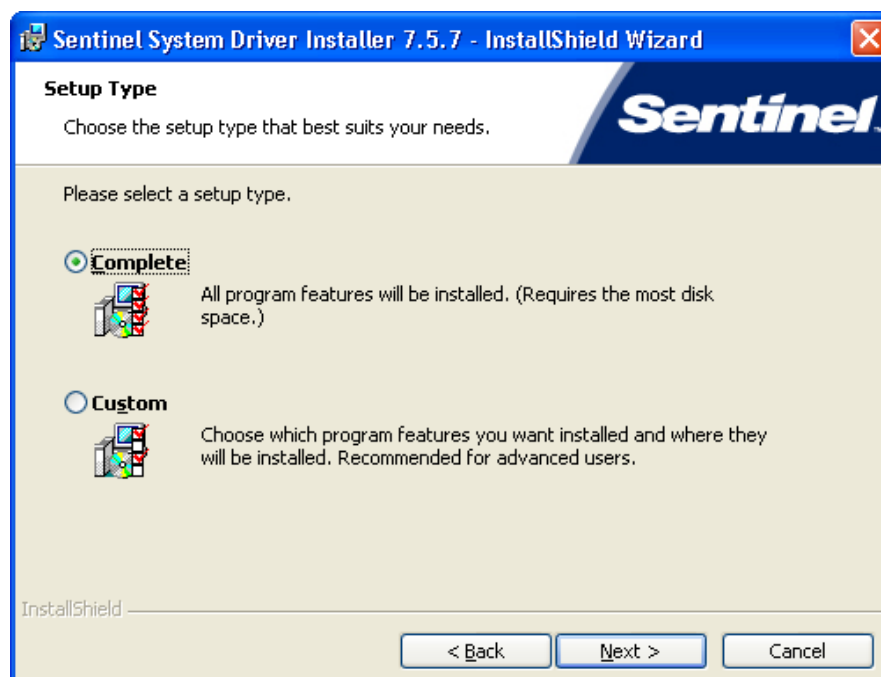 Sentinel System Driver Installer 7.5.7 - InstallShield Wizard
Setup Type
Choose the setup type that best suits your needs.
Sentinel
Please select a setup type.
Complete
All program features will be installed. (Requires the most disk
space.)
Custom
Choose which program features you want installed and where they
will be installed. Recommended for advanced users.
InstallShield
< Back
Next >
Cancel